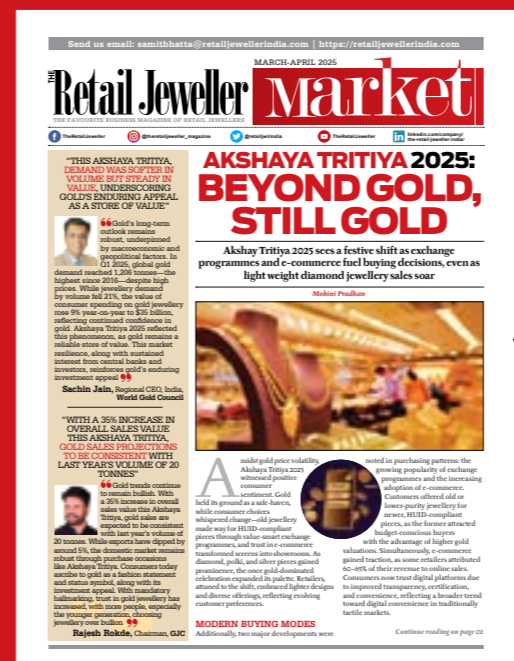 Send us email: samitbhatta@retailjewellerindia.com | https://retailjewellerindia.com
MARCH-APRIL 2025
THE Retail Jeweller Market
THE FAVOURITE BUSINESS MAGAZINE OF RETAIL JEWELLERS
TheRetailJeweller
@theretailjeweller_magazine
@retailjwlrindia
TheRetailJeweller
linkedin.com/company/
the-retail-jeweller-india/
"THIS AKSHAYA TRITIYA,
DEMAND WAS SOFTER IN
VOLUME BUT STEADY IN
VALUE, UNDERSCORING
GOLD'S ENDURING APPEAL
AS A STORE OF VALUE"
Gold's long-term
outlook remains
robust, underpinned
by macroeconomic and
geopolitical factors. In
Q1 2025, global gold
demand reached 1,206 tonnes—the
highest since 2016—despite high
prices. While jewellery demand
by volume fell 21%, the value of
consumer spending on gold jewellery
rose 9% year-on-year to $35 billion,
reflecting continued confidence in
gold. Akshaya Tritiya 2025 reflected
this phenomenon, as gold remains a
reliable store of value. This market
resilience, along with sustained
interest from central banks and
investors, reinforces gold's enduring
investment appeal
Sachin Jain, Regional CEO, India,
World Gold Council
"WITH A 35% INCREASE IN
OVERALL SALES VALUE
THIS AKSHAYA TRITIYA,
GOLD SALES PROJECTIONS
TO BE CONSISTENT WITH
LAST YEAR'S VOLUME OF 20
TONNES"
Gold trends continue
to remain bullish. With
a 35% increase in overall
sales value this Akshaya
Tritiya, gold sales are
expected to be consistent
with last year's volume of
20 tonnes. While exports have dipped by
around 5%, the domestic market remains
robust through purchase occasions
like Akshaya Tritiya. Consumers today
ascribe to gold as a fashion statement
and status symbol, along with its
investment appeal. With mandatory
hallmarking, trust in gold jewellery has
increased, with more people, especially
the younger generation, choosing
jewellery over bullion
Rajesh Rokde, Chairman, GJC
AKSHAYA TRITIYA 2025:
BEYOND GOLD,
STILL GOLD
Akshay Tritiya 2025 sees a festive shift as exchange
programmes and e-commerce fuel buying decisions, even as
light weight diamond jewellery sales soar
Mohini Pradhan
Amidst gold price volatility,
Akshaya Tritiya 2025
witnessed positive
consumer
sentiment. Gold
held its ground as a safe-haven,
while consumer choices
whispered change—old jewellery
made way for HUID-compliant
pieces through value-smart exchange
programmes, and trust in e-commerce
transformed screens into showrooms. As
diamond, polki, and silver pieces gained
prominence, the once gold-dominated
celebration expanded its palette. Retailers,
attuned to the shift, embraced lighter designs
and diverse offerings, reflecting evolving
customer preferences.
MODERN BUYING MODES
Additionally, two major developments were
noted in purchasing patterns: the
growing popularity of exchange
programmes and the increasing
adoption of e-commerce.
Customers offered old or
lower-purity jewellery for
newer, HUID-compliant
pieces, as the former attracted
budget-conscious buyers
with the advantage of higher gold
valuations. Simultaneously, e-commerce
gained traction, as some retailers attributed
60–65% of their revenue to online sales.
Consumers now trust digital platforms due
to improved transparency, certification,
and convenience, reflecting a broader trend
toward digital convenience in traditionally
tactile markets.
Continue reading on page 02